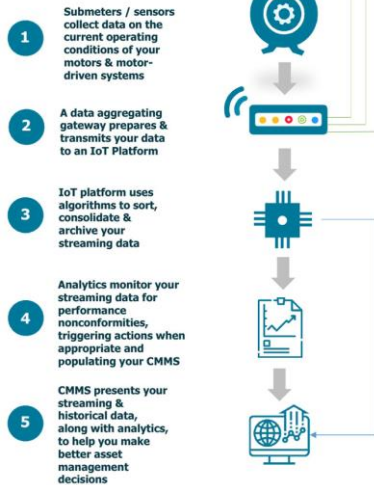 1
Submeters / sensors
collect data on the
current operating
conditions of your
motors & motor-
driven systems
2
A data aggregating
gateway prepares &
transmits your data
to an IoT Platform
3
IoT platform uses
algorithms to sort,
consolidate &
archive your
streaming data
4
Analytics monitor your
streaming data for
performance
nonconformities,
triggering actions when
appropriate and
populating your CMMS
5
CMMS presents your
streaming &
historical data,
along with analytics,
to help you make
better asset
management
decisions